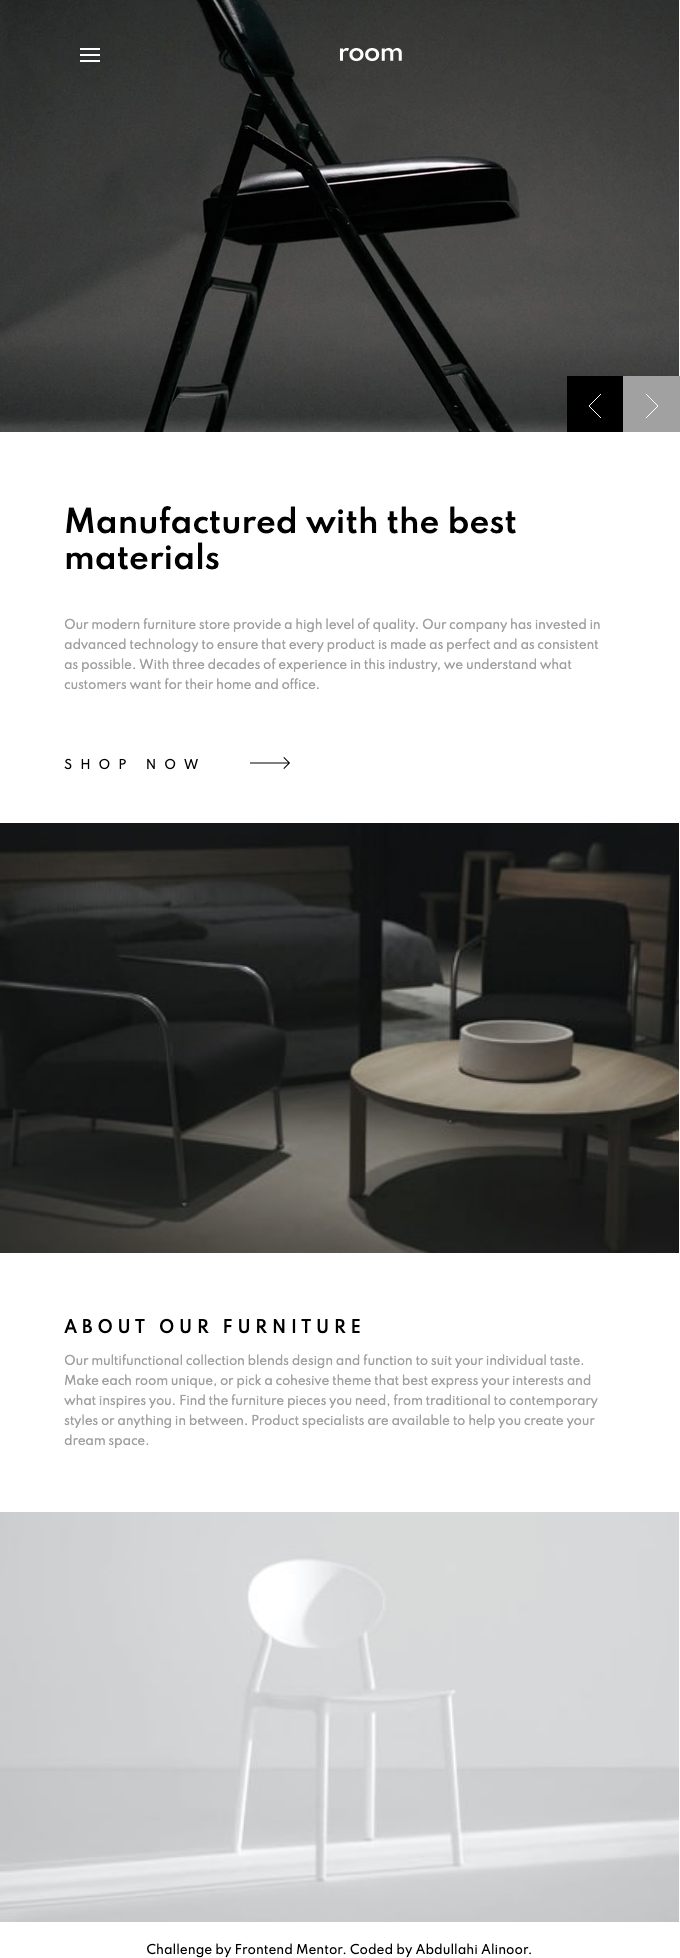 room
Manufactured with the best
materials
Our modern furniture store provide a high level of quality. Our company has invested in
advanced technology to ensure that every product is made as perfect and as consistent
as possible. With three decades of experience in this industry, we understand what
customers want for their home and office.
SHOP NOW
ABOUT OUR FURNITURE
Our multifunctional collection blends design and function to suit your individual taste.
Make each room unique, or pick a cohesive theme that best express your interests and
what inspires you. Find the furniture pieces you need, from traditional to contemporary
styles or anything in between. Product specialists are available to help you create your
dream space.
Challenge by Frontend Mentor. Coded by Abdullahi Alinoor.